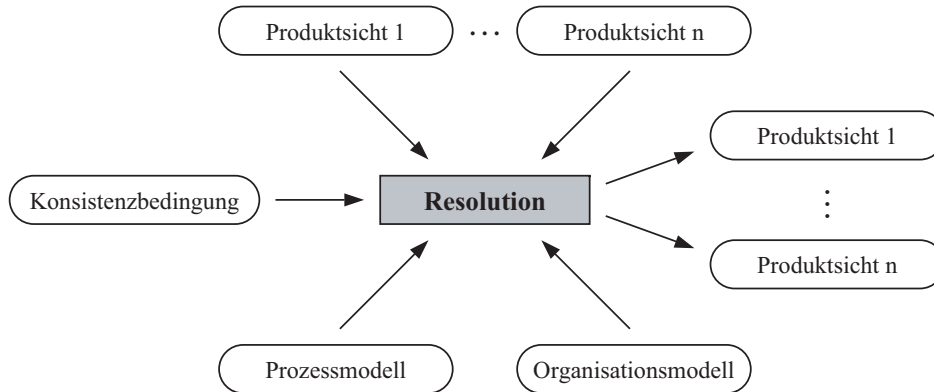 Produktsicht 1 ... Produktsicht n
Produktsicht 1
Konsistenzbedingung
Resolution
Produktsicht n
Prozessmodell
Organisationsmodell